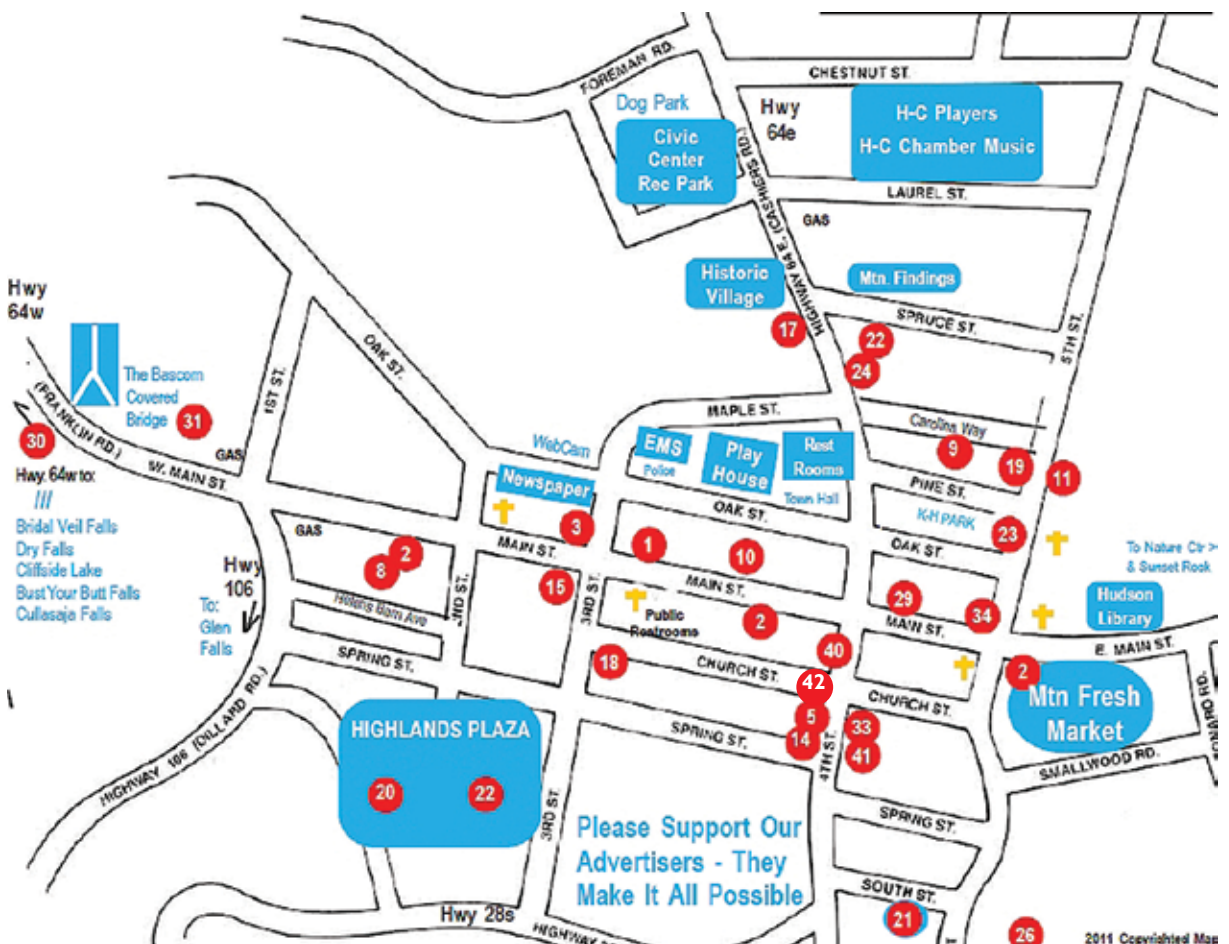 FOREMAN RD.
CHESTNUT ST.
Dog Park
Hwy
64e
H-C Players
H-C Chamber Music
Civic
Center
Rec Park
HIGHWAY 64 E. (CASHIERS RD.)
LAUREL ST.
GAS
Historic
Village
Mtn. Findings
SPRUCE ST.
17
22
24
5TH ST.
Hwy
64w
The Bascom
Covered
Bridge
31
1ST ST.
OAK ST.
(FRANKLIN RD.)
30
GAS
W. MAIN ST.
Hwy. 64w to:
///
Bridal Veil Falls
Dry Falls
Cliffside Lake
Bust Your Butt Falls
Cullasaja Falls
MAPLE ST.
Carolina Way
WebCam
EMS
Police
Play
House
Rest
Rooms
Town Hall
9
19
11
PINE ST.
Newspaper
3
OAK ST.
K-H PARK
23
OAK ST.
GAS
2
8
MAIN ST.
1
10
MAIN ST.
To Nature Ctr >
& Sunset Rock
Hwy
106
To:
Glen
Falls
Helens Barn Ave
2ND ST.
15
3RD ST.
Public
Restrooms
2
29
34
MAIN ST.
Hudson
Library
E. MAIN ST.
SPRING ST.
18
CHURCH ST.
40
42
CHURCH ST.
2
Mtn Fresh
Market
HIGHLANDS PLAZA
20
22
SPRING ST.
5
14
4TH ST.
33
41
SMALLWOOD RD.
HIGHWAY 106 (DILLARD RD.)
3RD ST.
SPRING ST.
Please Support Our
Advertisers - They
Make It All Possible
SOUTH ST.
21
Hwy 28s
26
2011 Copyrighted Map